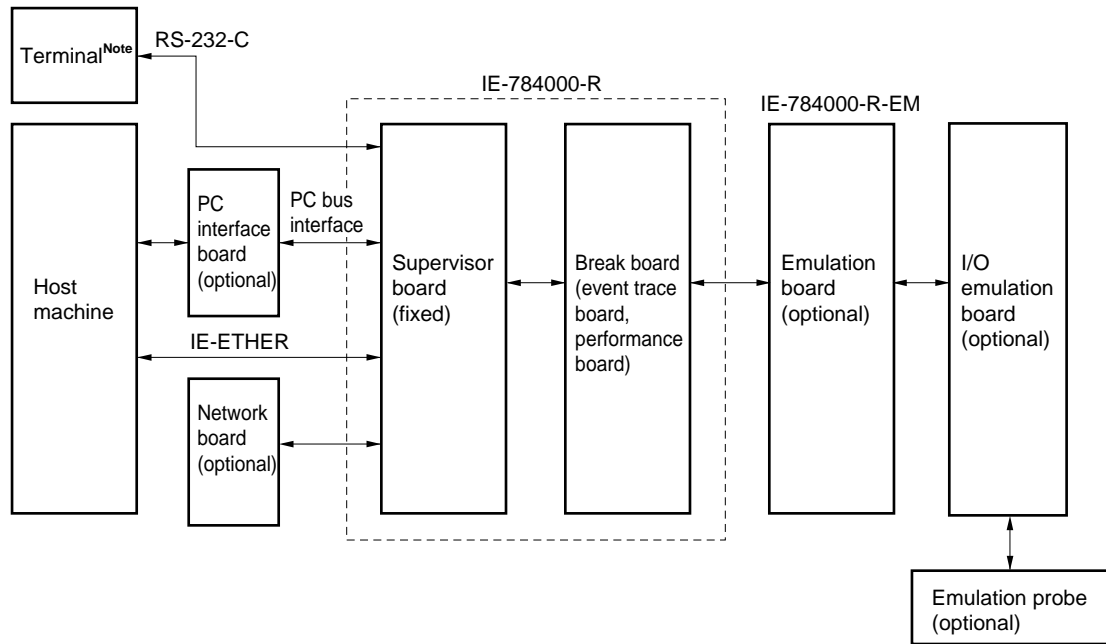 Terminal Note
RS-232-C
IE-784000-R
IE-784000-R-EM
Host
machine
PC
interface
board
(optional)
PC bus
interface
IE-ETHER
Network
board
(optional)
Supervisor
board
(fixed)
Break board
(event trace
board,
performance
board)
Emulation
board
(optional)
I/O
emulation
board
(optional)
Emulation probe
(optional)